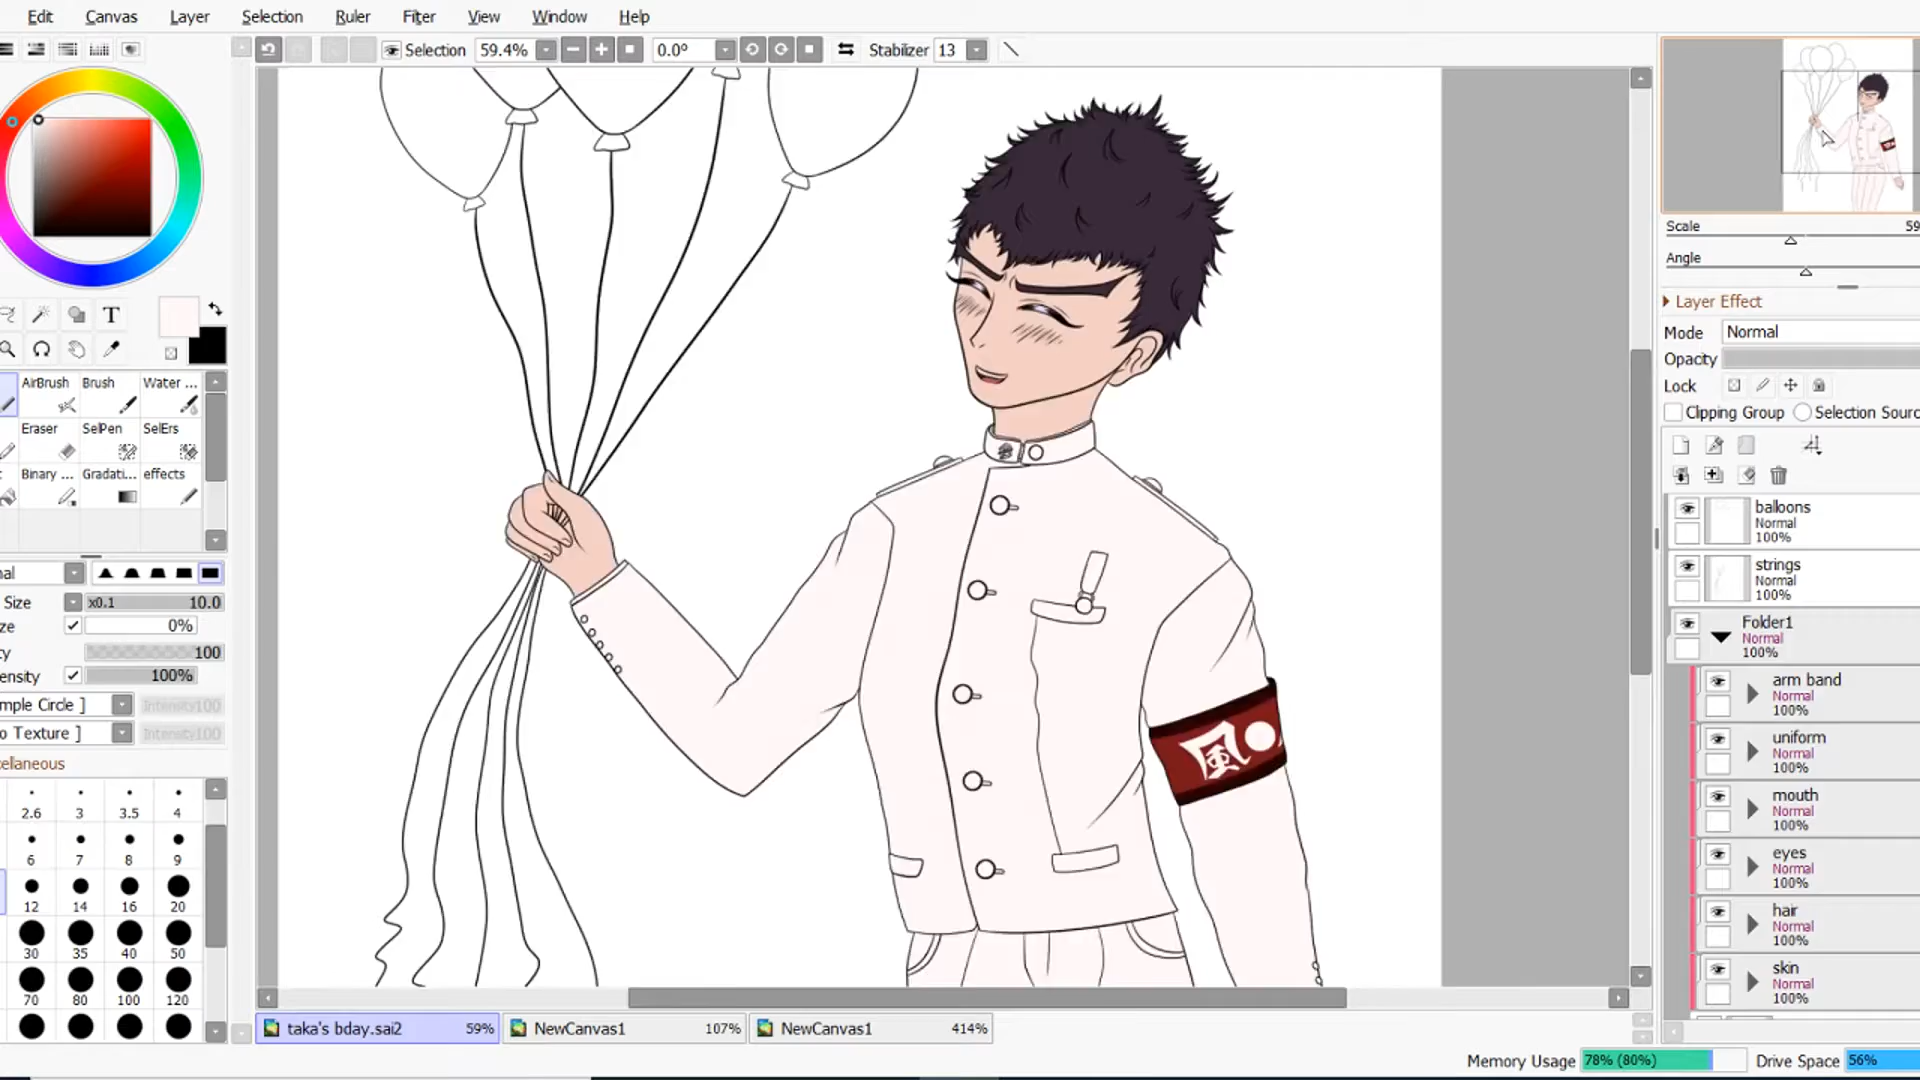 Edit Canvas Layer Selection Ruler Filter View Window Help
Selection 59.4% 0.0° Stabilizer 13
Scale 59
Angle
Layer Effect
Mode Normal
Opacity
Lock
Clipping Group Selection Sourc
T
AirBrush Brush Water ...
Eraser SelPen SelErs
Binary ... Gradati... effects
balloons
Normal
100%
strings
Normal
100%
Folder1
Normal
100%
arm band
Normal
100%
uniform
Normal
100%
mouth
Normal
100%
eyes
Normal
100%
hair
Normal
100%
skin
Normal
100%
風
nal
Size x0.1 10.0
ze 0%
ty 100
ensity 100%
mple Circle ] Intensity100
o Texture ] Intensity100
ellaneous
2.6 3 3.5 4
6 7 8 9
12 14 16 20
30 35 40 50
70 80 100 120
taka's bday.sai2 59% NewCanvas1 107% NewCanvas1 414%
Memory Usage 78% (80%) Drive Space 56%